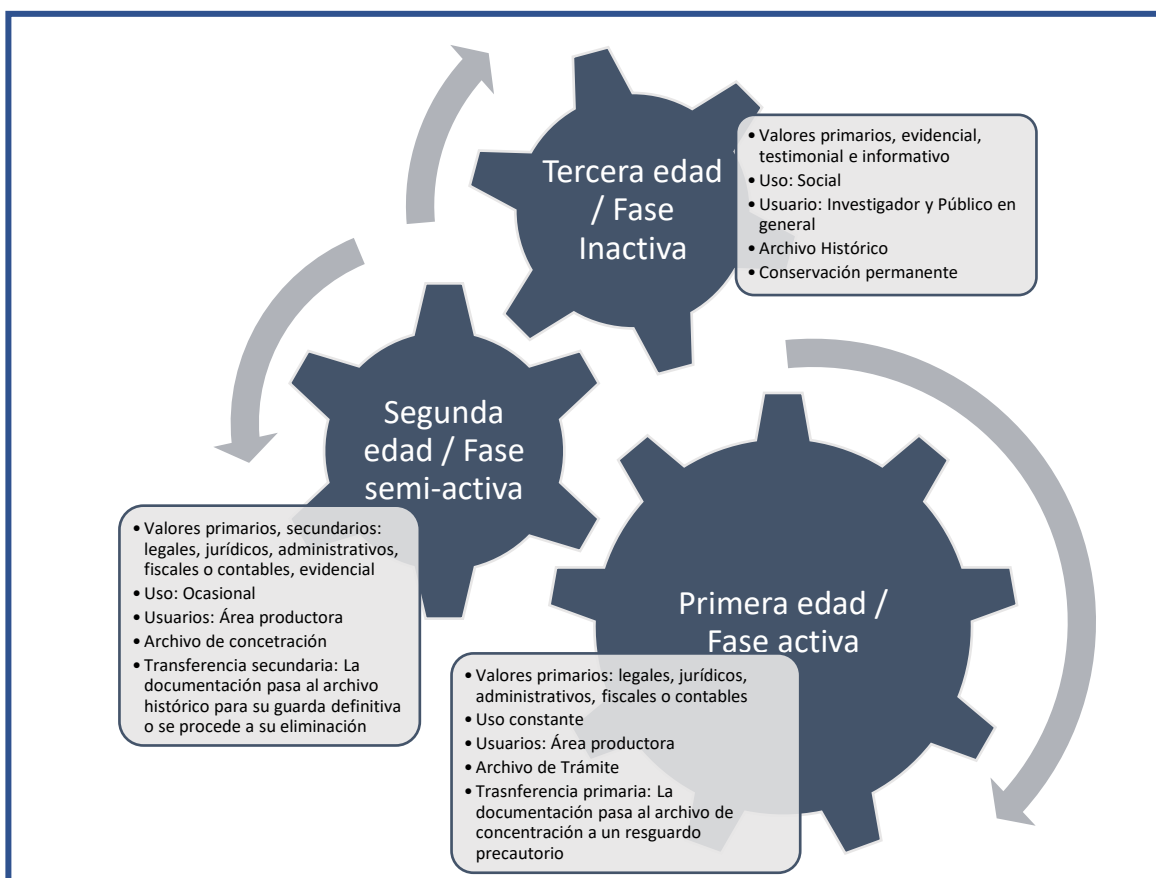 Tercera edad
/ Fase
Inactiva
• Valores primarios, evidencial,
testimonial e informativo
• Uso: Social
• Usuario: Investigador y Público en
general
• Archivo Histórico
• Conservación permanente
Segunda
edad / Fase
semi-activa
• Valores primarios, secundarios:
legales, jurídicos, administrativos,
fiscales o contables, evidencial
• Uso: Ocasional
• Usuarios: Área productora
• Archivo de concetración
• Transferencia secundaria: La
documentación pasa al archivo
histórico para su guarda definitiva
o se procede a su eliminación
Primera edad /
Fase activa
• Valores primarios: legales, jurídicos,
administrativos, fiscales o contables
• Uso constante
• Usuarios: Área productora
• Archivo de Trámite
• Trasnferencia primaria: La
documentación pasa al archivo de
concentración a un resguardo
precautorio